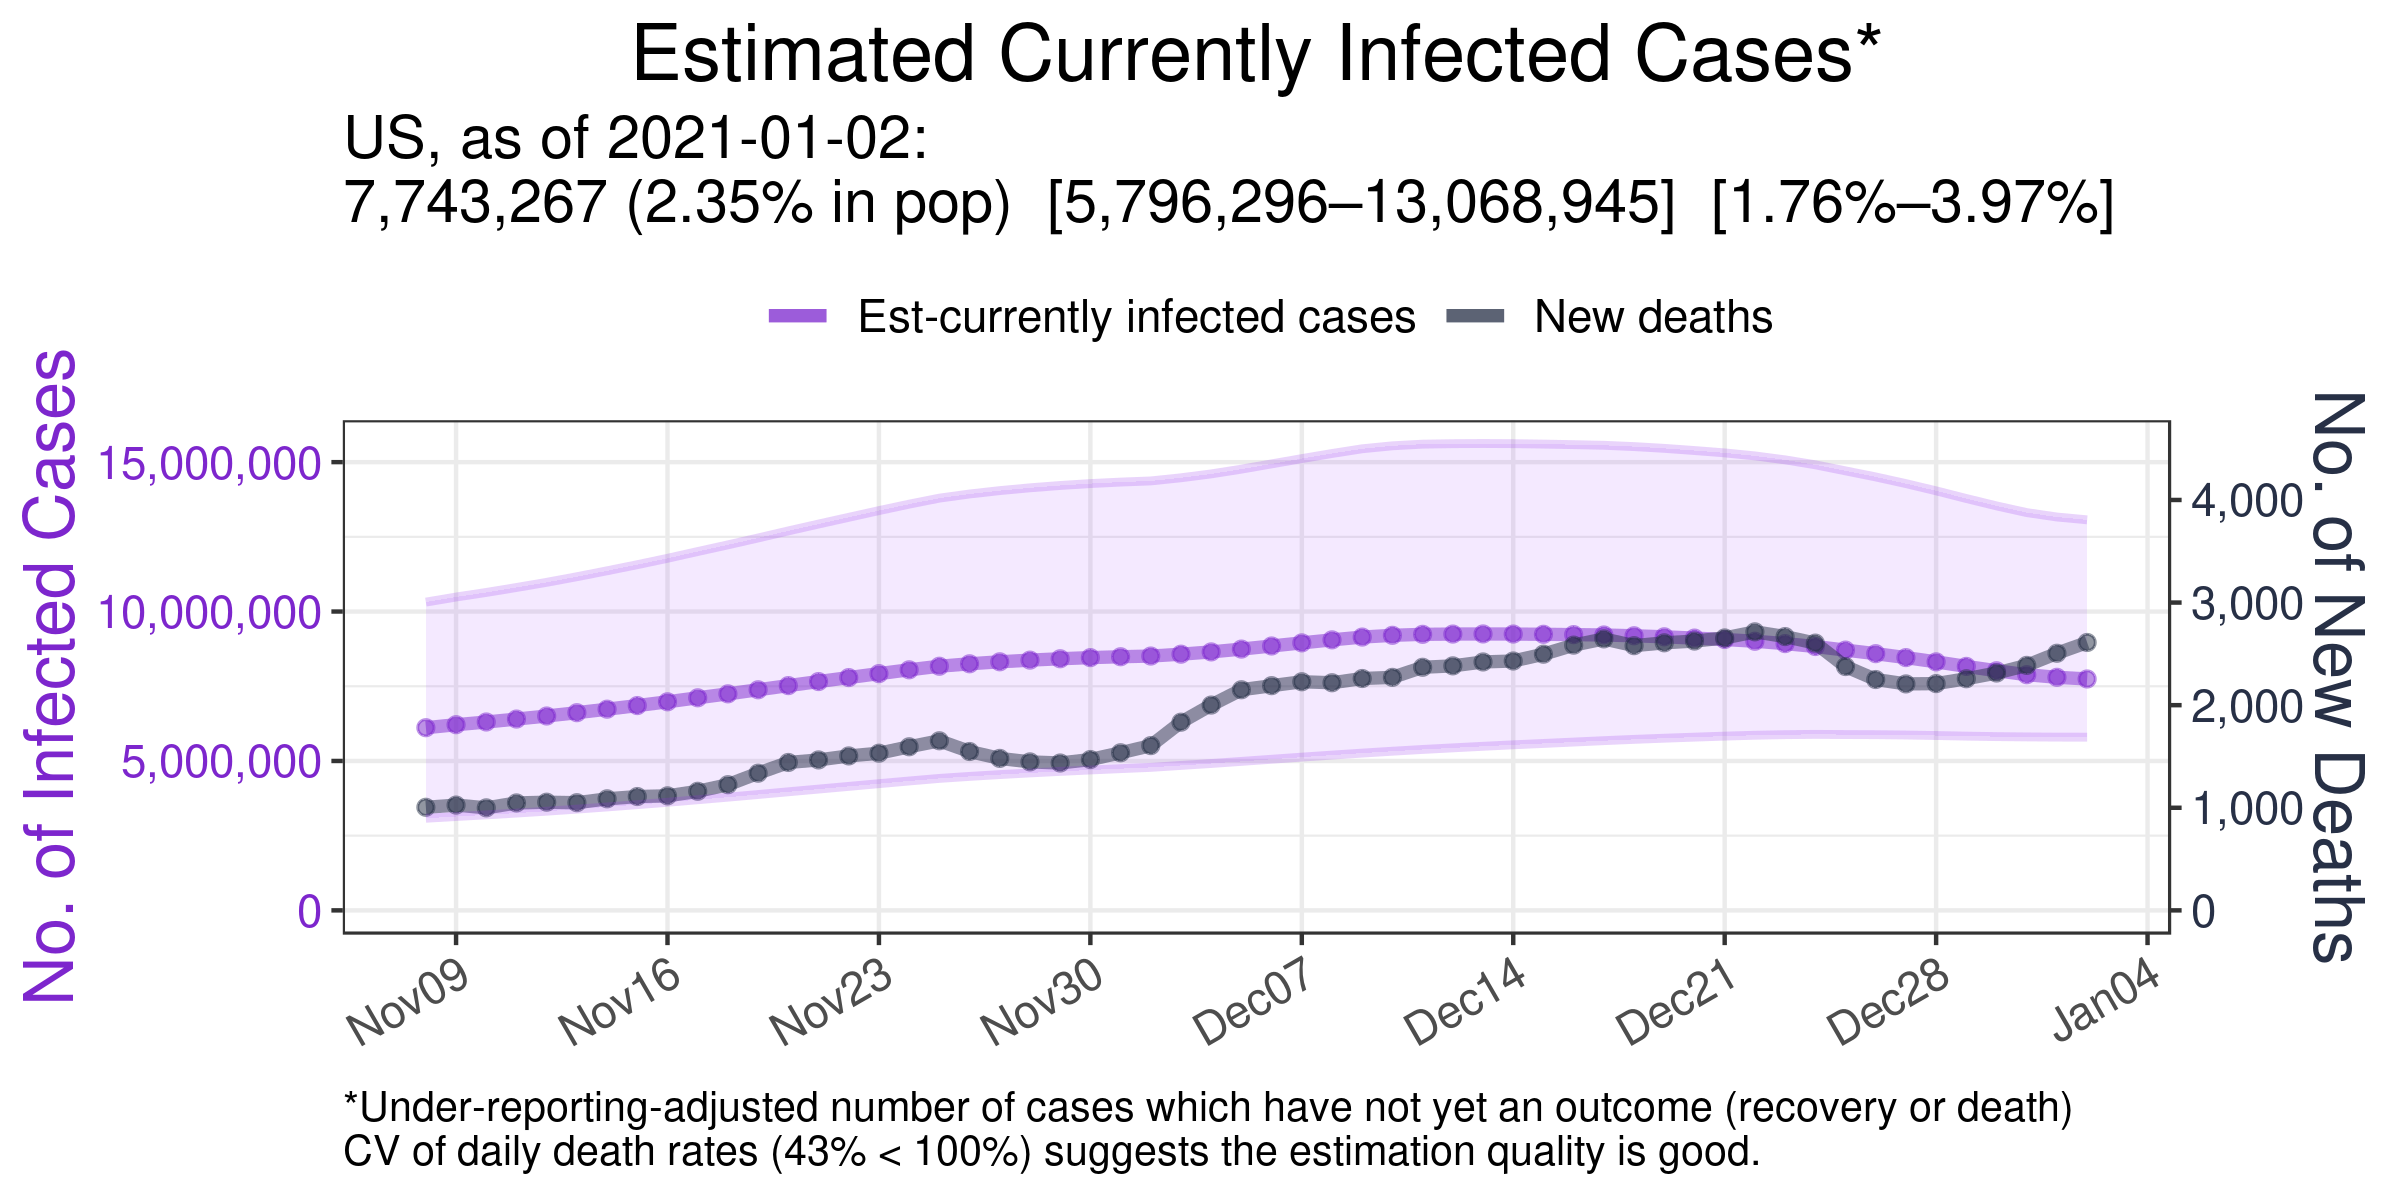 Estimated Currently Infected Cases*
US, as of 2021-01-02:
7,743,267 (2.35% in pop) [5,796,296–13,068,945] [1.76%–3.97%]
Est-currently infected cases
New deaths
No. of Infected Cases
15,000,000
10,000,000
5,000,000
0
4,000
3,000
2,000
1,000
0
No. of New Deaths
Nov09
Nov16
Nov23
Nov30
Dec07
Dec14
Dec21
Dec28
Jan04
*Under-reporting-adjusted number of cases which have not yet an outcome (recovery or death)
CV of daily death rates (43% < 100%) suggests the estimation quality is good.